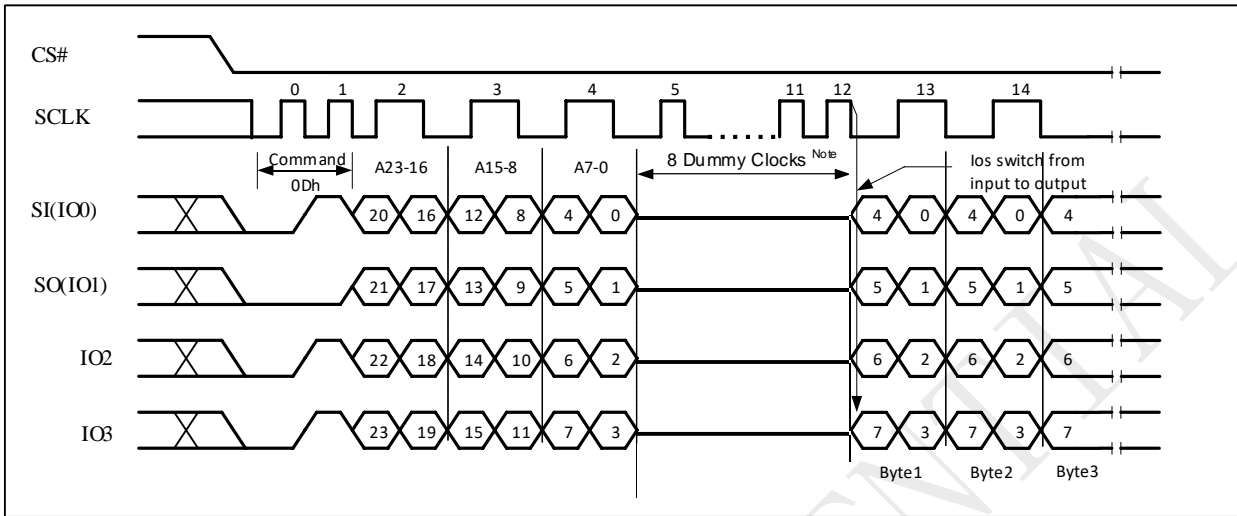 CS#
0 1 2 3 4 5 11 12 13 14
SCLK
Command
0Dh
A23-16 A15-8 A7-0
8 Dummy Clocks Note
Ios switch from
input to output
SI(IO0) 20 16 12 8 4 0 4 0 4 0 4
SO(IO1) 21 17 13 9 5 1 5 1 5 1 5
IO2 22 18 14 10 6 2 6 2 6 2 6
IO3 23 19 15 11 7 3 7 3 7 3 7
Byte1 Byte2 Byte3
NTIAL